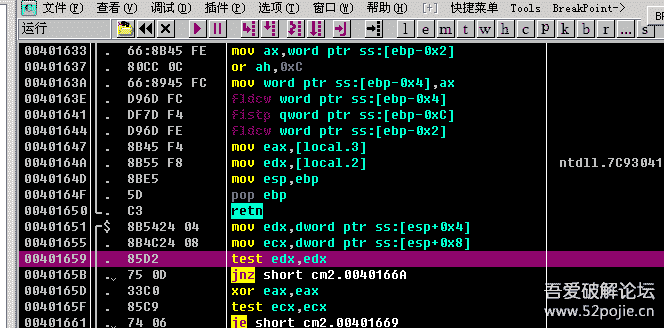 C 文件(F) 查看(V) 调试(D) 插件(P) 选项(T) 窗口(W) 帮助(H) [+] 快捷菜单 Tools BreakPoint->
运行 l e m t w h c p k b r ... s
00401633 . 66:8B45 FE mov ax,word ptr ss:[ebp-0x2]
00401637 . 80CC 0C or ah,0xC
0040163A . 66:8945 FC mov word ptr ss:[ebp-0x4],ax
0040163E . D96D FC fldcw word ptr ss:[ebp-0x4]
00401641 . DF7D F4 fistp qword ptr ss:[ebp-0xC]
00401644 . D96D FE fldcw word ptr ss:[ebp-0x2]
00401647 . 8B45 F4 mov eax,[local.3]
0040164A . 8B55 F8 mov edx,[local.2] ntdll.7C93041
0040164D . 8BE5 mov esp,ebp
0040164F . 5D pop ebp
00401650 . C3 retn
00401651 $ 8B5424 04 mov edx,dword ptr ss:[esp+0x4]
00401655 . 8B4C24 08 mov ecx,dword ptr ss:[esp+0x8]
00401659 . 85D2 test edx,edx
0040165B . 75 0D jnz short cm2.0040166A
0040165D . 33C0 xor eax,eax
0040165F . 85C9 test ecx,ecx
00401661 . 74 06 je short cm2.00401669
吾爱破解论坛
www.52pojie.cn